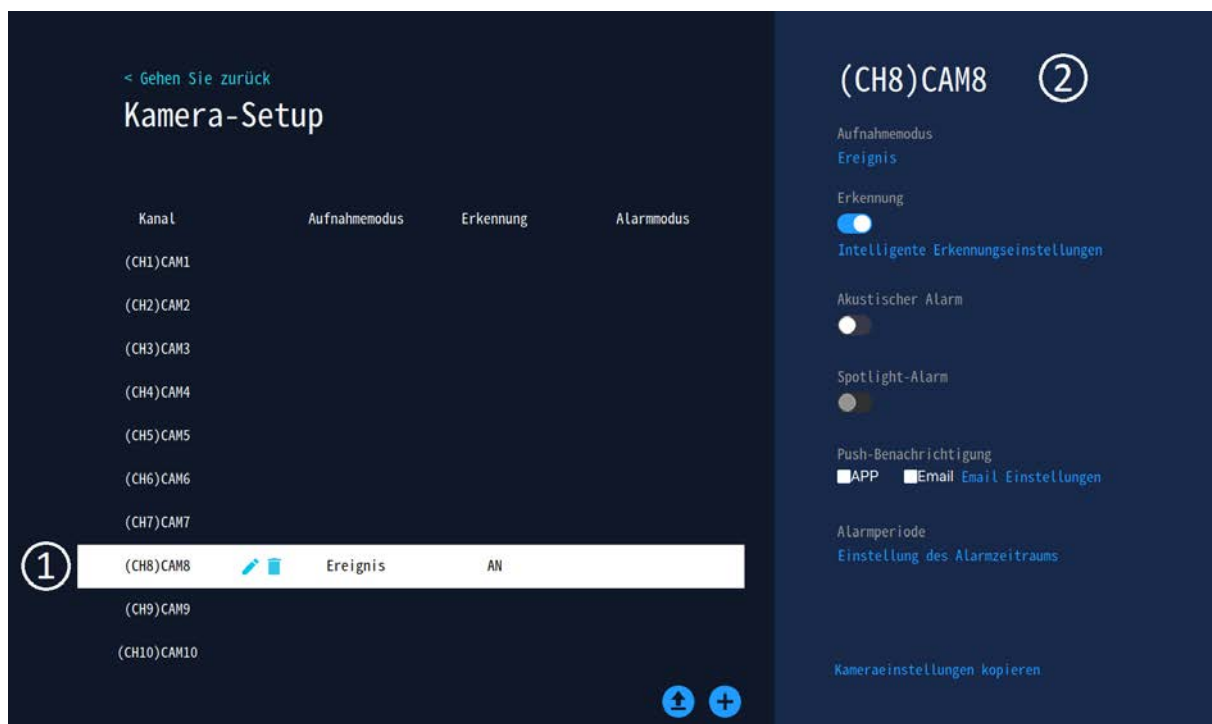 < Gehen Sie zurück
Kamera-Setup
Kanal Aufnahmemodus Erkennung Alarmmodus
(CH1)CAM1
(CH2)CAM2
(CH3)CAM3
(CH4)CAM4
(CH5)CAM5
(CH6)CAM6
(CH7)CAM7
① (CH8)CAM8 Ereignis AN
(CH9)CAM9
(CH10)CAM10
(CH8)CAM8 ②
Aufnahmemodus
Ereignis
Erkennung
Intelligente Erkennungseinstellungen
Akustischer Alarm
Spotlight-Alarm
Push-Benachrichtigung
APP Email Email Einstellungen
Alarmperiode
Einstellung des Alarmzeitraums
Kameraeinstellungen kopieren